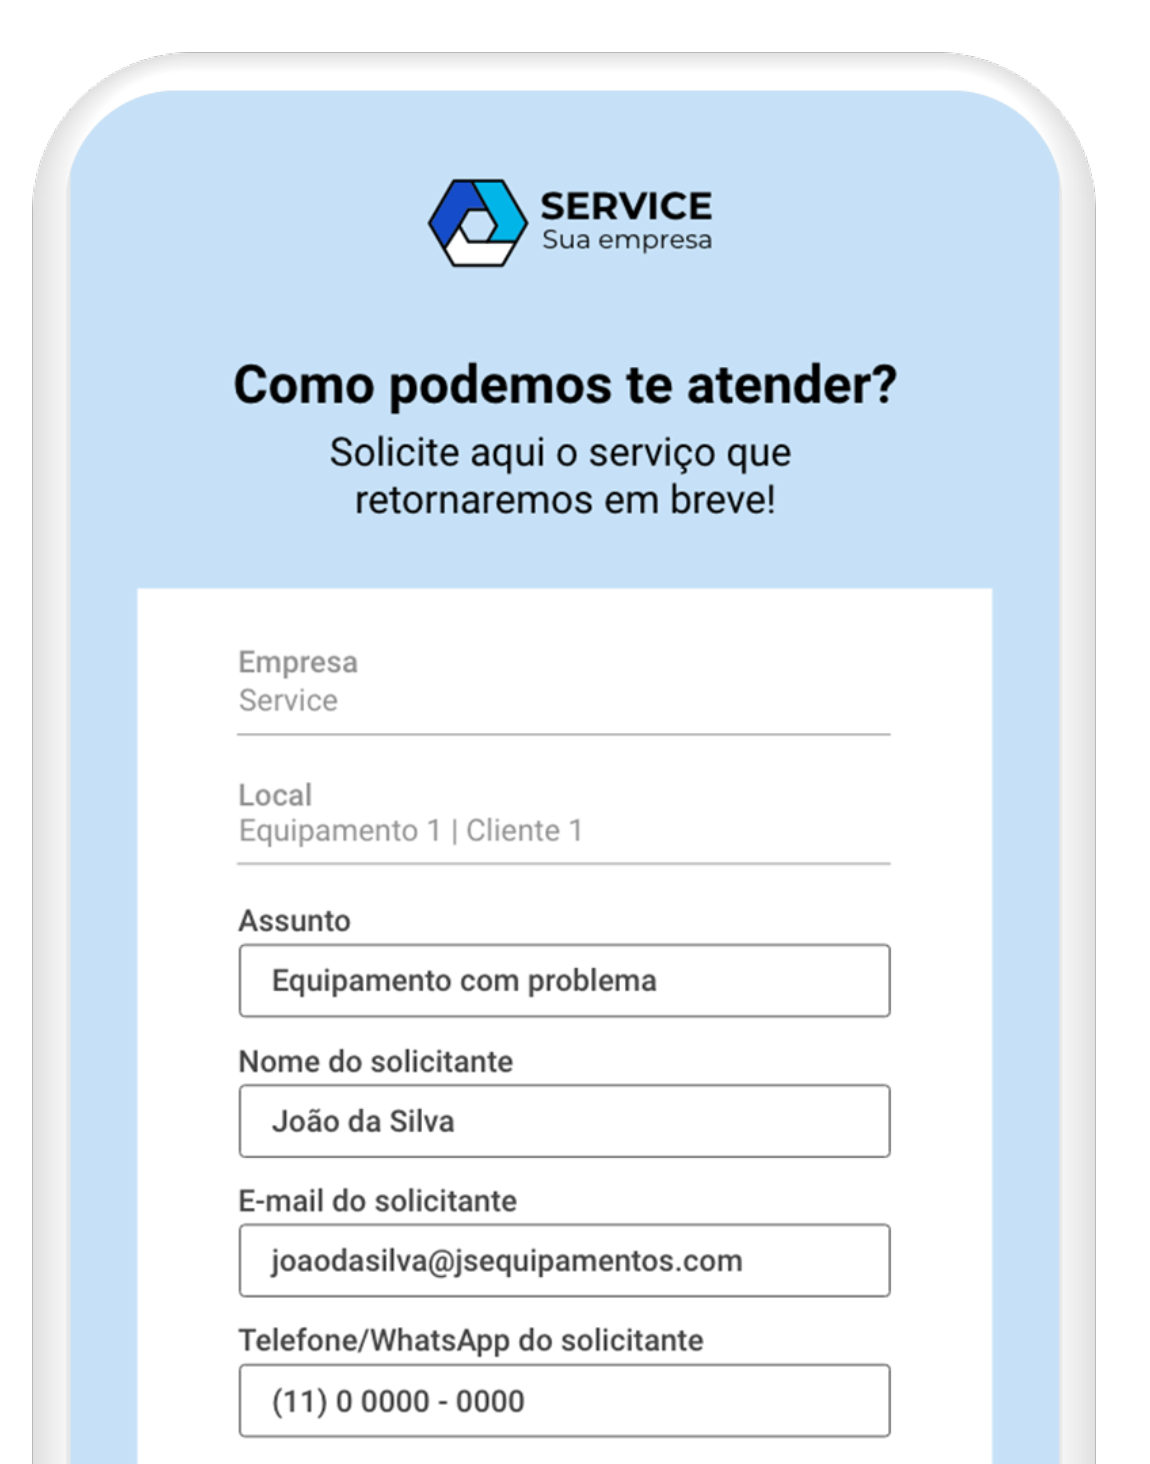 SERVICE
Sua empresa
Como podemos te atender?
Solicite aqui o serviço que
retornaremos em breve!
Empresa
Service
Local
Equipamento 1 | Cliente 1
Assunto
Equipamento com problema
Nome do solicitante
João da Silva
E-mail do solicitante
joaodasilva@jsequipamentos.com
Telefone/WhatsApp do solicitante
(11) 0 0000 - 0000